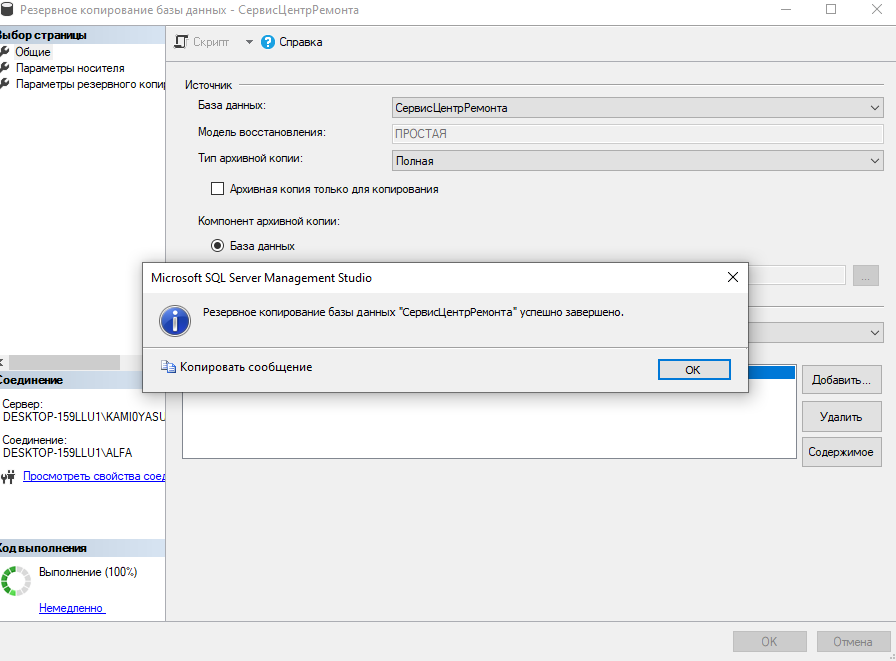 Резервное копирование базы данных - СервисЦентрРемонта
Выбор страницы
Общие
Параметры носителя
Параметры резервного копи
Скрипт
Справка
Источник
База данных:
СервисЦентрРемонта
Модель восстановления:
ПРОСТАЯ
Тип архивной копии:
Полная
Архивная копия только для копирования
Компонент архивной копии:
База данных
...
Microsoft SQL Server Management Studio
Резервное копирование базы данных "СервисЦентрРемонта" успешно завершено.
Копировать сообщение
ОК
Добавить...
Удалить
Содержимое
Соединение
Сервер:
DESKTOP-159LLU1\KAMI0YASU
Соединение:
DESKTOP-159LLU1\ALFA
Просмотреть свойства соед
Ход выполнения
Выполнение (100%)
Немедленно
ОК
Отмена